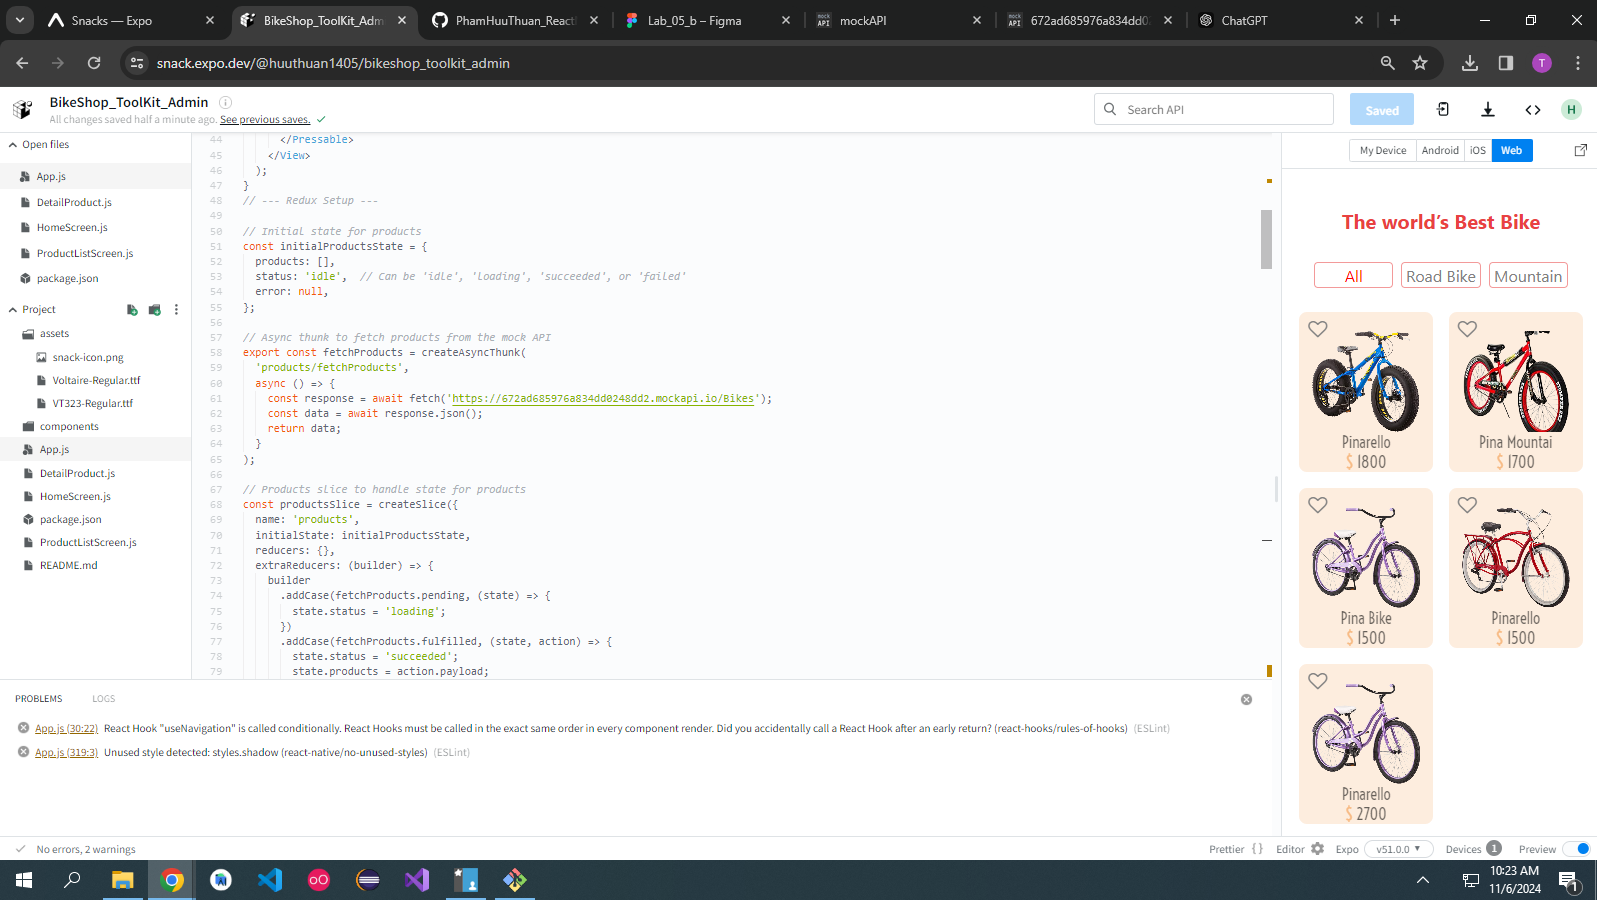 Snacks — Expo
BikeShop_ToolKit_Adm
PhamHuuThuan_React
Lab_05_b – Figma
mockAPI
672ad685976a834dd02
ChatGPT
snack.expo.dev/@huuthuan1405/bikeshop_toolkit_admin
T
BikeShop_ToolKit_Admin
All changes saved half a minute ago. See previous saves.
Search API
Saved
H
Open files
App.js
DetailProduct.js
HomeScreen.js
ProductListScreen.js
package.json
Project
assets
snack-icon.png
Voltaire-Regular.ttf
VT323-Regular.ttf
components
App.js
DetailProduct.js
HomeScreen.js
package.json
ProductListScreen.js
README.md
44 </Pressable>
45 </View>
46 );
47 }
48 // --- Redux Setup ---
49
50 // Initial state for products
51 const initialProductsState = {
52 products: [],
53 status: 'idle', // Can be 'idle', 'loading', 'succeeded', or 'failed'
54 error: null,
55 };
56
57 // Async thunk to fetch products from the mock API
58 export const fetchProducts = createAsyncThunk(
59 'products/fetchProducts',
60 async () => {
61 const response = await fetch('https://672ad685976a834dd0248dd2.mockapi.io/Bikes');
62 const data = await response.json();
63 return data;
64 }
65 );
66
67 // Products slice to handle state for products
68 const productsSlice = createSlice({
69 name: 'products',
70 initialState: initialProductsState,
71 reducers: {},
72 extraReducers: (builder) => {
73 builder
74 .addCase(fetchProducts.pending, (state) => {
75 state.status = 'loading';
76 })
77 .addCase(fetchProducts.fulfilled, (state, action) => {
78 state.status = 'succeeded';
79 state.products = action.payload;
My Device
Android
iOS
Web
The world's Best Bike
All
Road Bike
Mountain
Pinarello
$ 1800
Pina Mountai
$ 1700
Pina Bike
$ 1500
Pinarello
$ 1500
Pinarello
$ 2700
PROBLEMS
LOGS
App.js (30:22) React Hook "useNavigation" is called conditionally. React Hooks must be called in the exact same order in every component render. Did you accidentally call a React Hook after an early return? (react-hooks/rules-of-hooks) (ESLint)
App.js (319:3) Unused style detected: styles.shadow (react-native/no-unused-styles) (ESLint)
No errors, 2 warnings
Prettier { }
Editor
Expo
v51.0.0
Devices 1
Preview
10:23 AM
11/6/2024
1